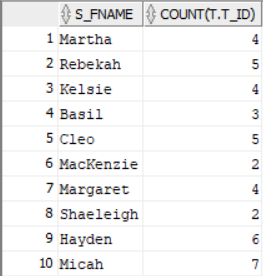 S_FNAME COUNT(T.T_ID)
1 Martha 4
2 Rebekah 5
3 Kelsie 4
4 Basil 3
5 Cleo 5
6 MacKenzie 2
7 Margaret 4
8 Shaeleigh 2
9 Hayden 6
10 Micah 7